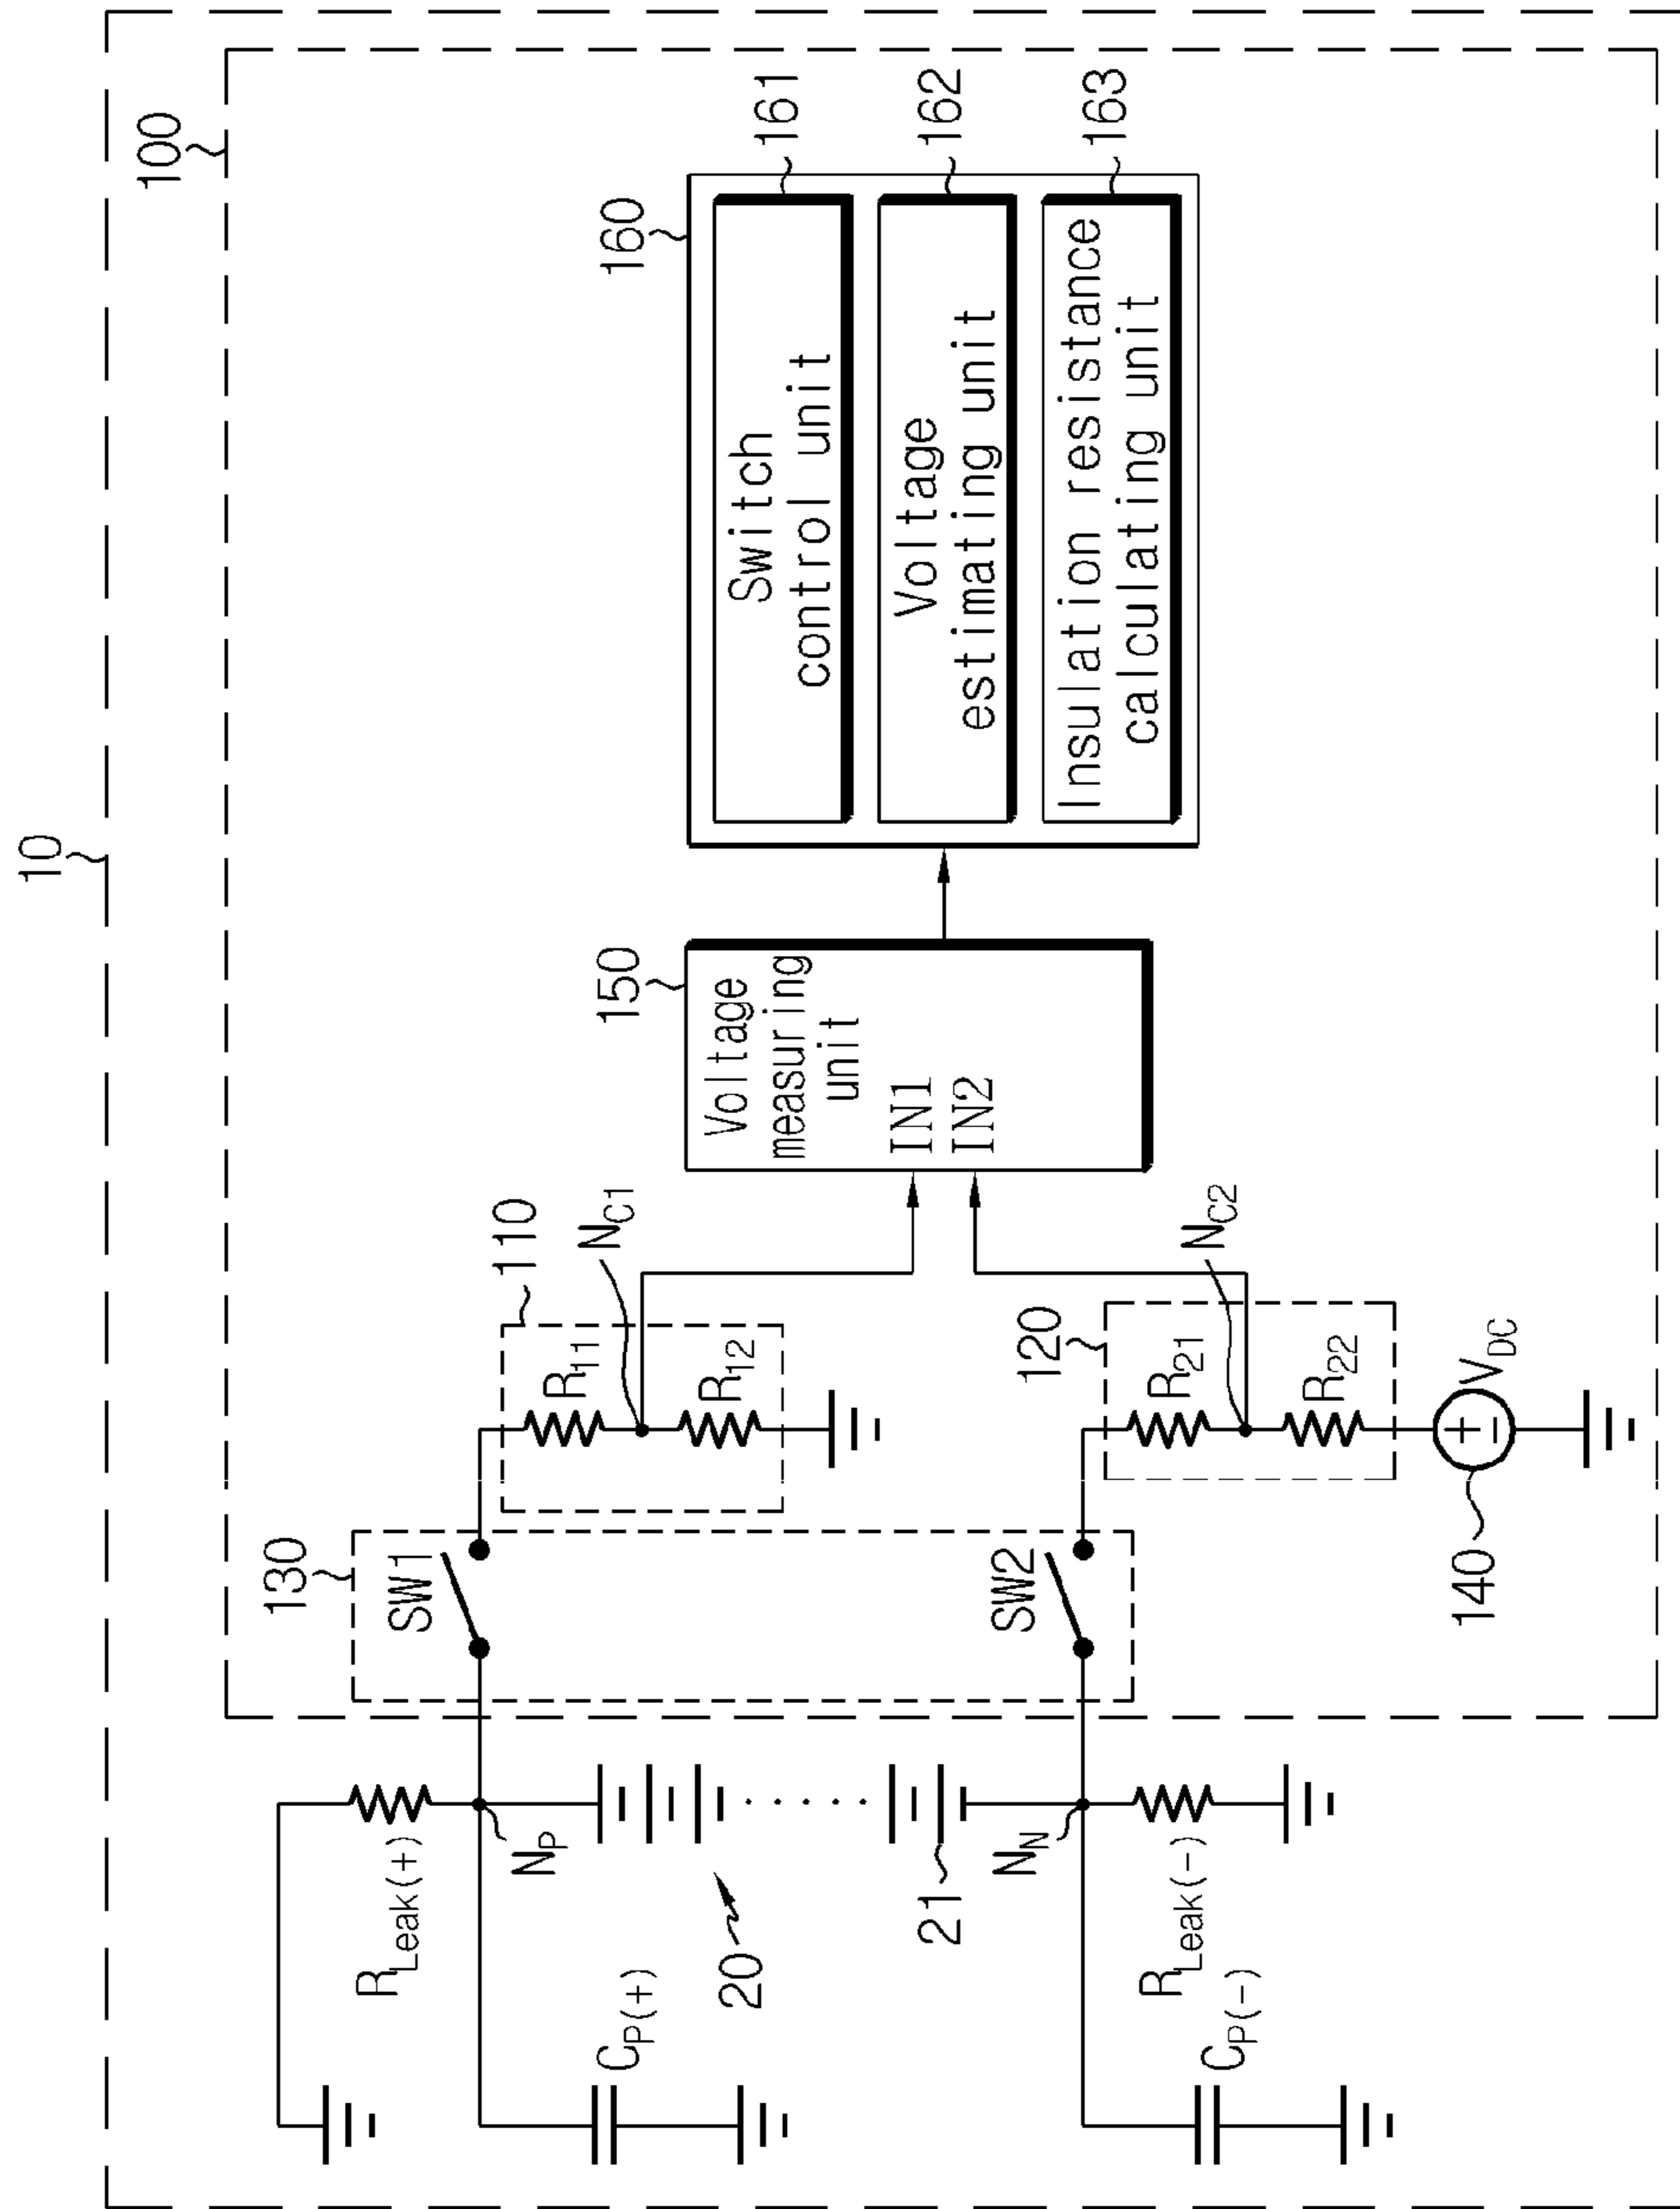 10
100
130
SW1
SW2
110
R11
R12
NC1
120
R21
R22
NC2
VDC
140
150
Voltage
measuring
unit
IN1
IN2
160
Switch
control unit
161
Voltage
estimating unit
162
Insulation resistance
calculating unit
163
RLeak(+)
NP
CP(+)
20
21
NN
RLeak(-)
CP(-)